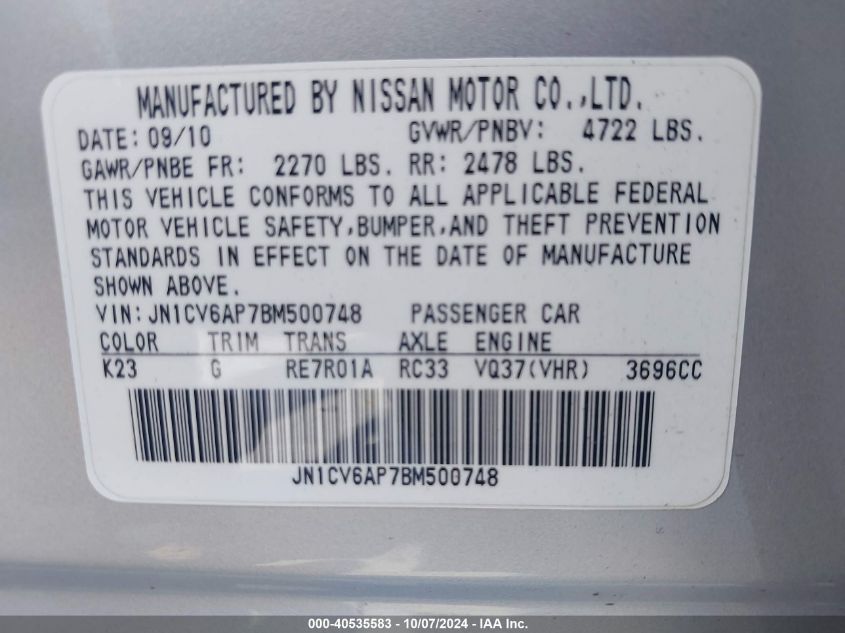 MANUFACTURED BY NISSAN MOTOR CO.,LTD.
DATE: 09/10 GVWR/PNBV: 4722 LBS.
GAWR/PNBE FR: 2270 LBS. RR: 2478 LBS.
THIS VEHICLE CONFORMS TO ALL APPLICABLE FEDERAL
MOTOR VEHICLE SAFETY,BUMPER,AND THEFT PREVENTION
STANDARDS IN EFFECT ON THE DATE OF MANUFACTURE
SHOWN ABOVE.
VIN:JN1CV6AP7BM500748 PASSENGER CAR
COLOR TRIM TRANS AXLE ENGINE
K23 G RE7R01A RC33 VQ37(VHR) 3696CC
JN1CV6AP7BM500748
000-40535583 - 10/07/2024 - IAA Inc.